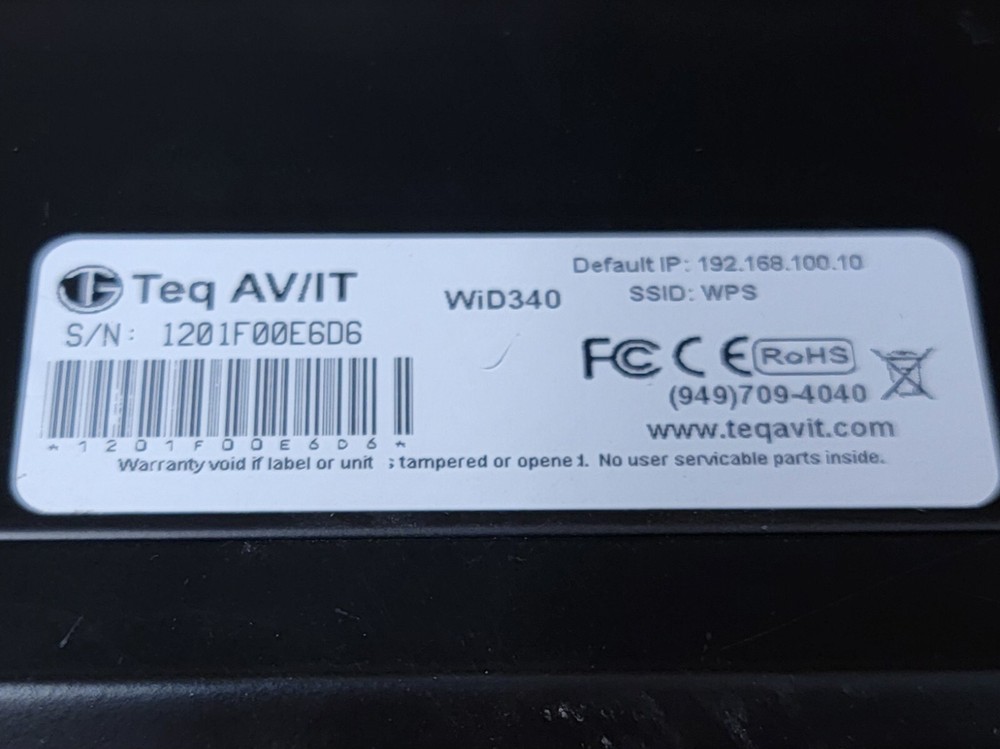 Teq AV/IT
S/N: 1201F00E6D6
*1201F00E6D6*
WiD340
Default IP: 192.168.100.10
SSID: WPS
FC CE RoHS
(949)709-4040
www.teqavit.com
Warranty void if label or unit tampered or opene1. No user servicable parts inside.